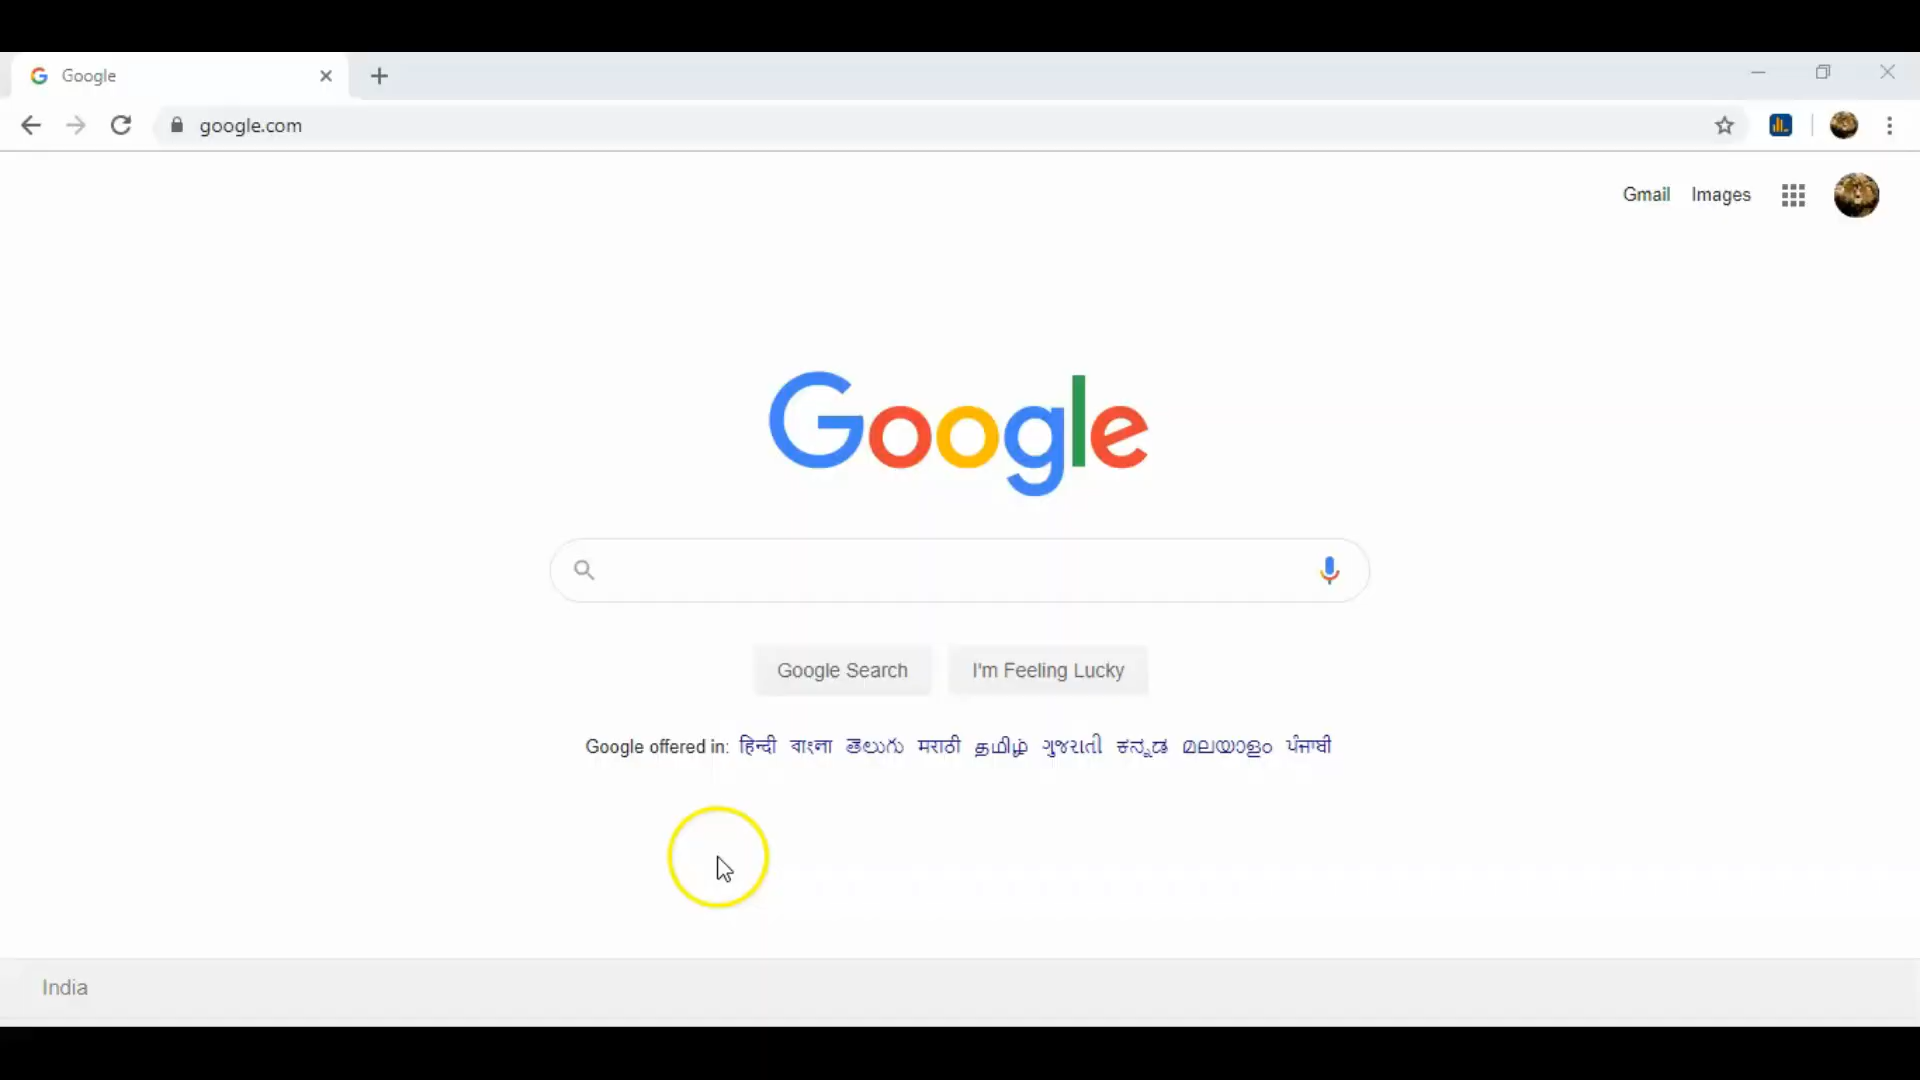 Google
google.com
Gmail Images
Google
Google Search I'm Feeling Lucky
Google offered in: हिन्दी বাংলা తెలుగు मराठी தமிழ் ગુજરાતી ಕನ್ನಡ മലയാളം ਪੰਜਾਬੀ
India